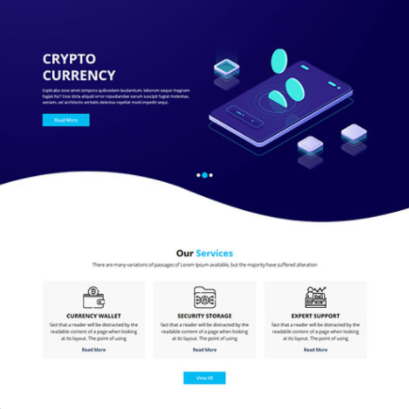 CRYPTO
CURRENCY
Explicabo esse amet tempora quibusdam laudantium, laborum eaque magnam
fugiat hic? Esse dicta aliquid error repudiandae earum suscipit fugiat molestias,
veniam, vel architecto veritatis delectus repellat modi impedit sequi.
Read More
Our Services
There are many variations of passages of Lorem Ipsum available, but the majority have suffered alteration
CURRENCY WALLET
fact that a reader will be distracted by the
readable content of a page when looking
at its layout. The point of using
Read More
SECURITY STORAGE
fact that a reader will be distracted by the
readable content of a page when looking
at its layout. The point of using
Read More
EXPERT SUPPORT
fact that a reader will be distracted by the
readable content of a page when looking
at its layout. The point of using
Read More
View All